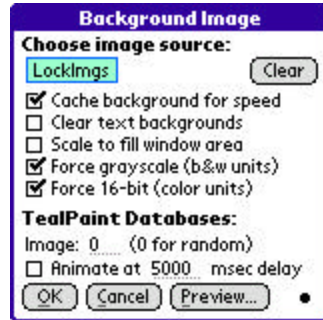 Background Image
Choose image source:
LockImgs Clear
Cache background for speed
Clear text backgrounds
Scale to fill window area
Force grayscale (b&w units)
Force 16-bit (color units)
TealPaint Databases:
Image: 0 (0 for random)
Animate at 5000 msec delay
OK Cancel Preview...